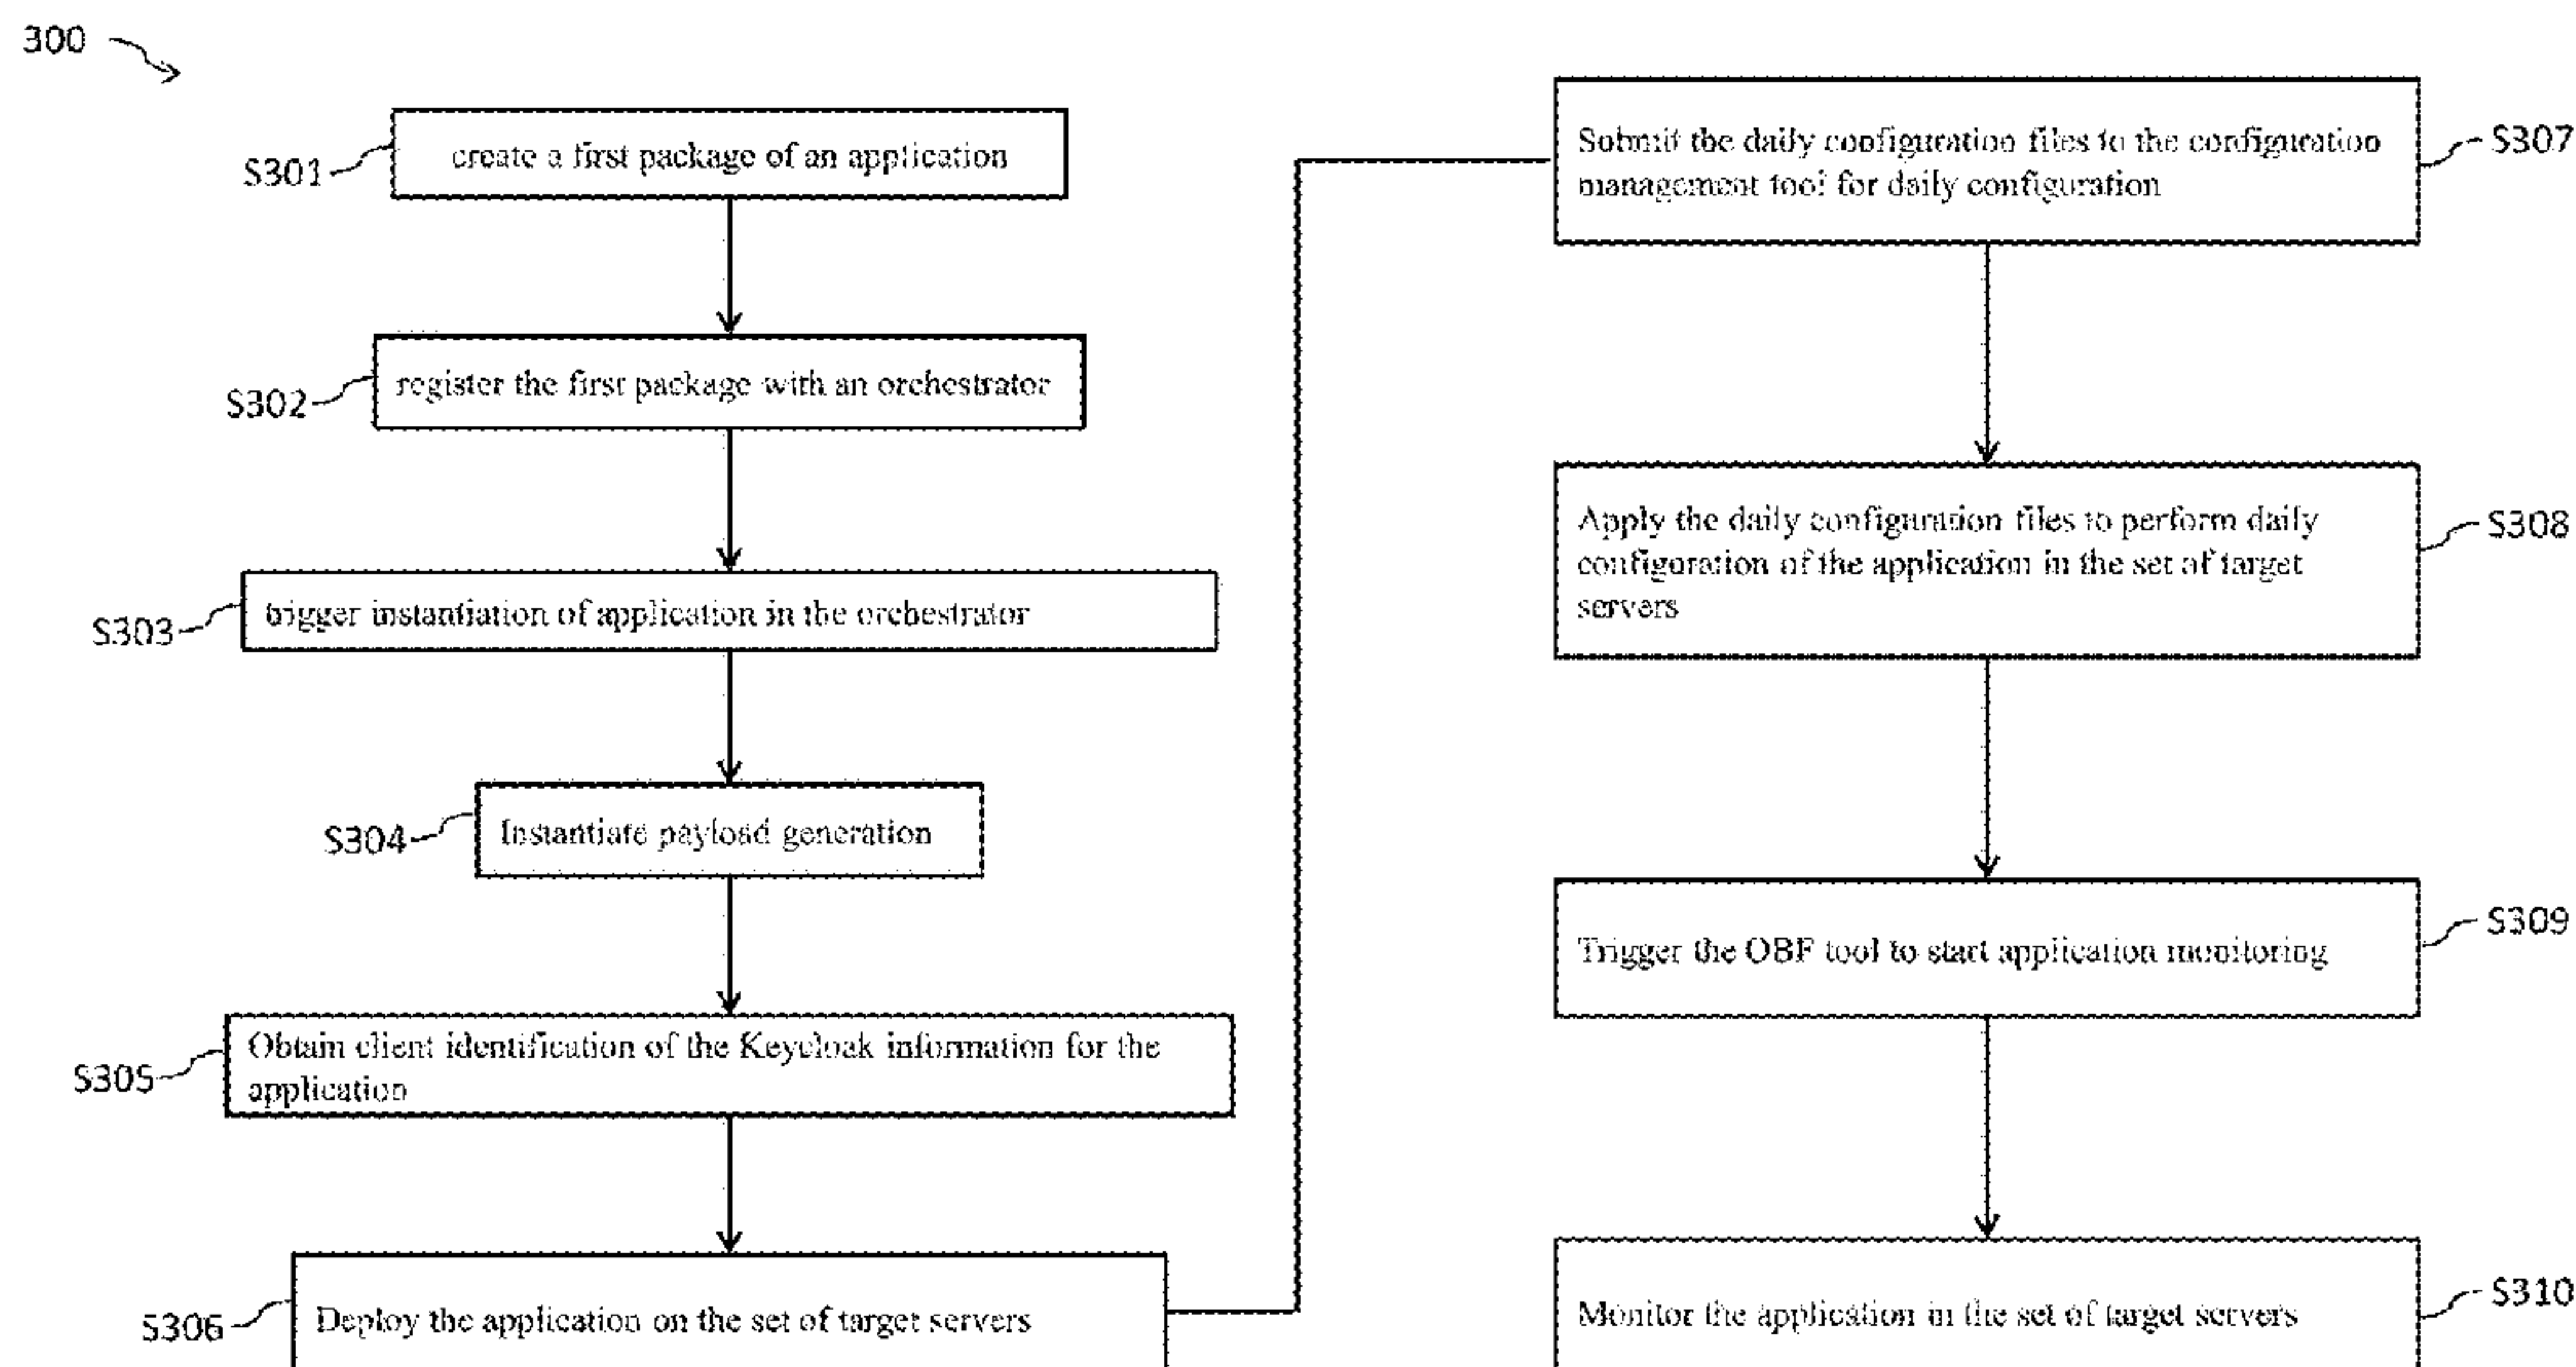 300
S301
create a first package of an application
S302
register the first package with an orchestrator
S303
trigger instantiation of application in the orchestrator
S304
Instantiate payload generation
S305
Obtain client identification of the Keycloak information for the
application
S306
Deploy the application on the set of target servers
Submit the daily configuration files to the configuration
management tool for daily configuration
S307
Apply the daily configuration files to perform daily
configuration of the application in the set of target
servers
S308
Trigger the OBF tool to start application monitoring
S309
Monitor the application in the set of target servers
S310